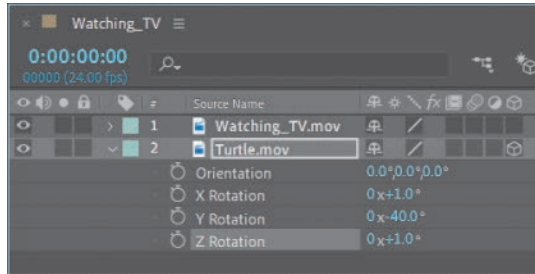 Watching_TV
0:00:00:00
00000 (24.00 fps)
# Source Name
1 Watching_TV.mov
2 Turtle.mov
Orientation 0.0°,0.0°,0.0°
X Rotation 0x+1.0°
Y Rotation 0x-40.0°
Z Rotation 0x+1.0°